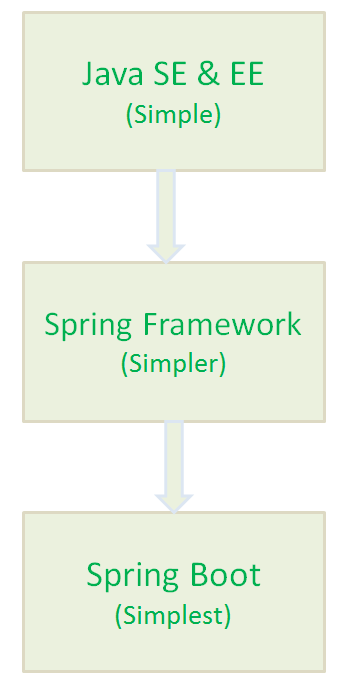 Java SE & EE
(Simple)
Spring Framework
(Simpler)
Spring Boot
(Simplest)